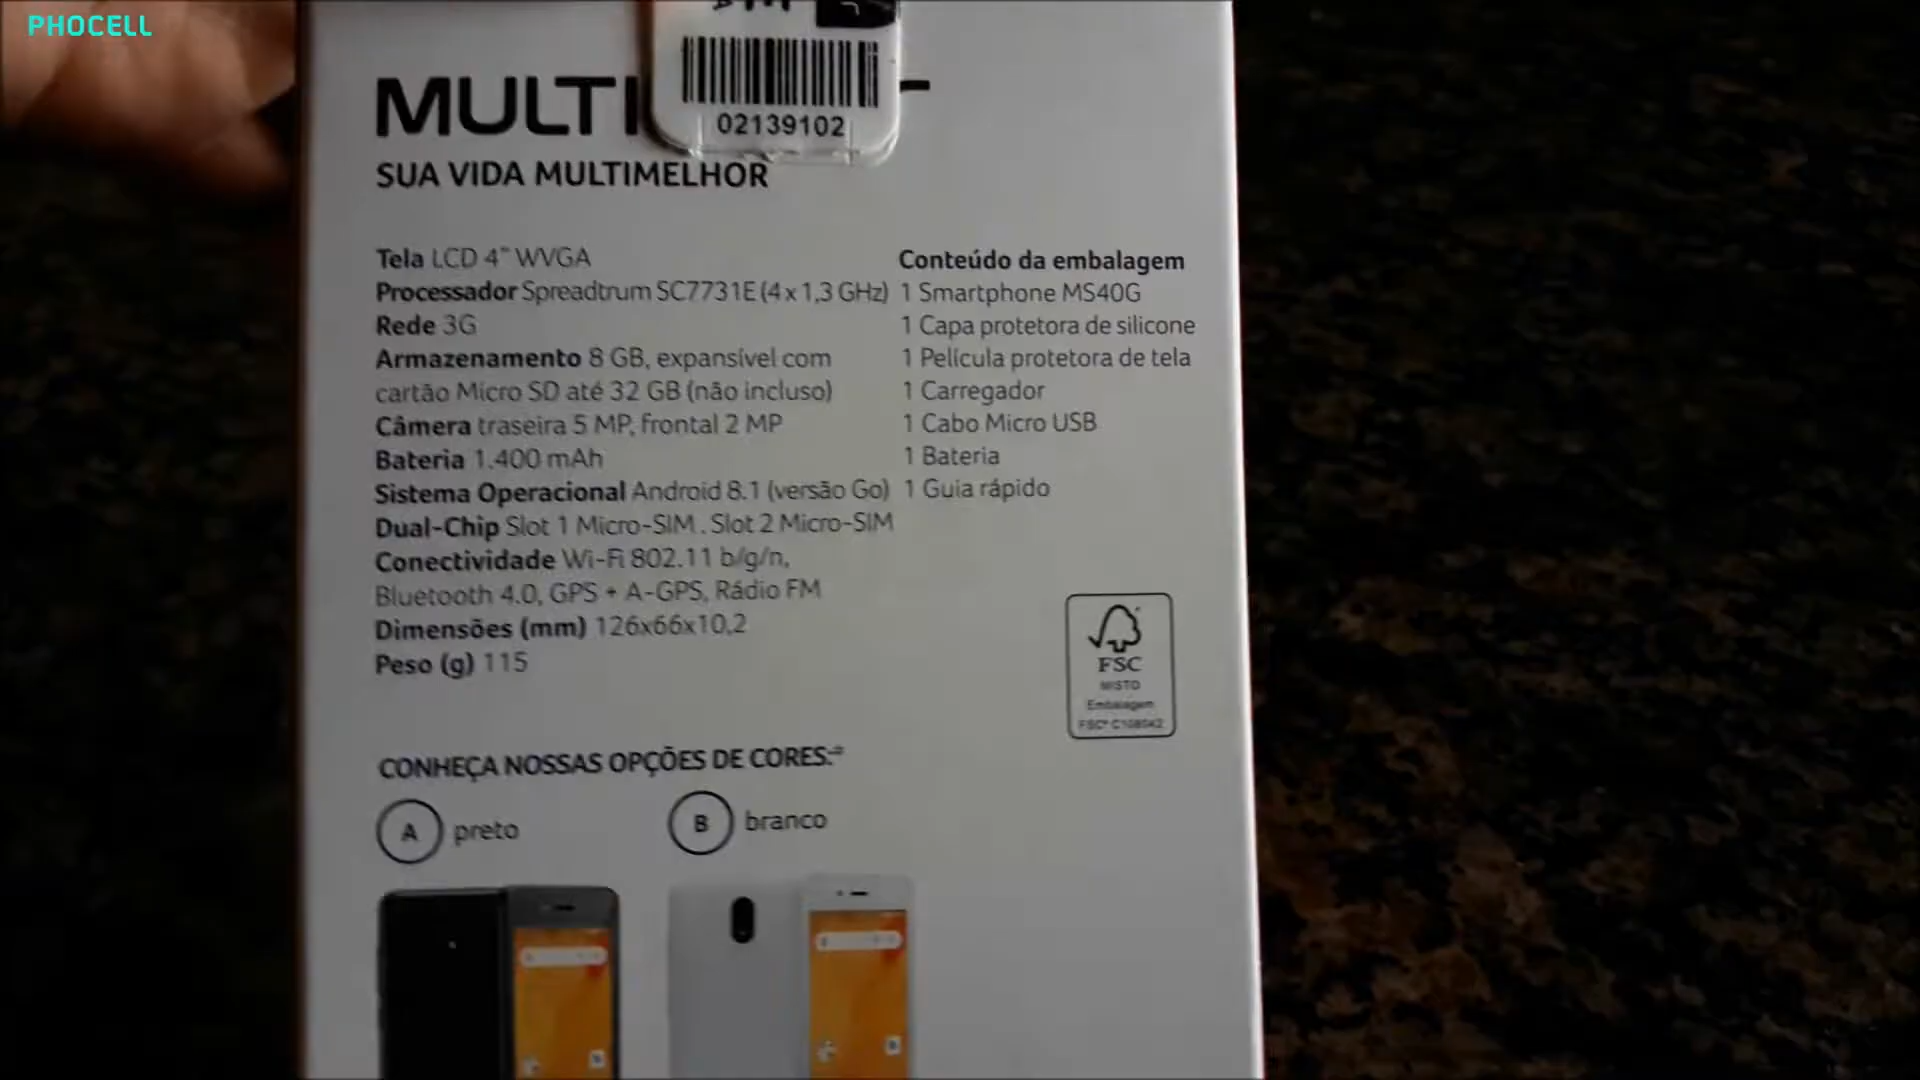 PHOCELL
02139102
MULTI
SUA VIDA MULTIMELHOR
Tela LCD 4" WVGA
Processador Spreadtrum SC7731E (4 x 1,3 GHz)
Rede 3G
Armazenamento 8 GB, expansível com
cartão Micro SD até 32 GB (não incluso)
Câmera traseira 5 MP, frontal 2 MP
Bateria 1.400 mAh
Sistema Operacional Android 8.1 (versão Go)
Dual-Chip Slot 1 Micro-SIM . Slot 2 Micro-SIM
Conectividade Wi-Fi 802.11 b/g/n,
Bluetooth 4.0, GPS + A-GPS, Rádio FM
Dimensões (mm) 126x66x10,2
Peso (g) 115
Conteúdo da embalagem
1 Smartphone MS40G
1 Capa protetora de silicone
1 Película protetora de tela
1 Carregador
1 Cabo Micro USB
1 Bateria
1 Guia rápido
FSC
MISTO
Embalagem
CONHEÇA NOSSAS OPÇÕES DE CORES:*
A preto
B branco